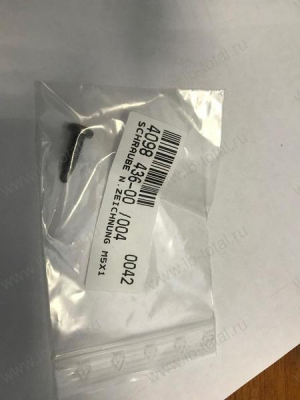 4098 436-00 /004 0042
SCHRAUBE N.ZEICHNUNG M5X1